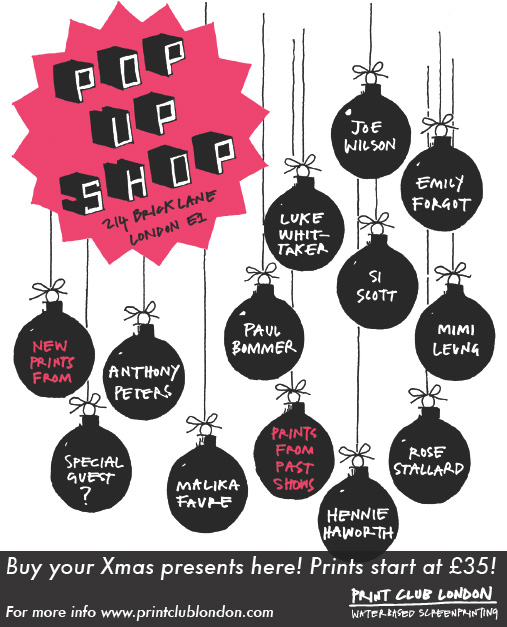 POP
UP
SHOP
214 BRICK LANE
LONDON E1
JOE
WILSON
EMILY
FORGOT
LUKE
WHIT-
TAKER
SI
SCOTT
PAUL
BOMMER
MIMI
LEUNG
NEW
PRINTS
FROM
ANTHONY
PETERS
SPECIAL
GUEST
?
MALIKA
FAVRE
PRINTS
FROM
PAST
SHOWS
ROSE
STALLARD
HENNIE
HAWORTH
Buy your Xmas presents here! Prints start at £35!
For more info www.printclublondon.com
PRINT CLUB LONDON
WATERBASED SCREENPRINTING